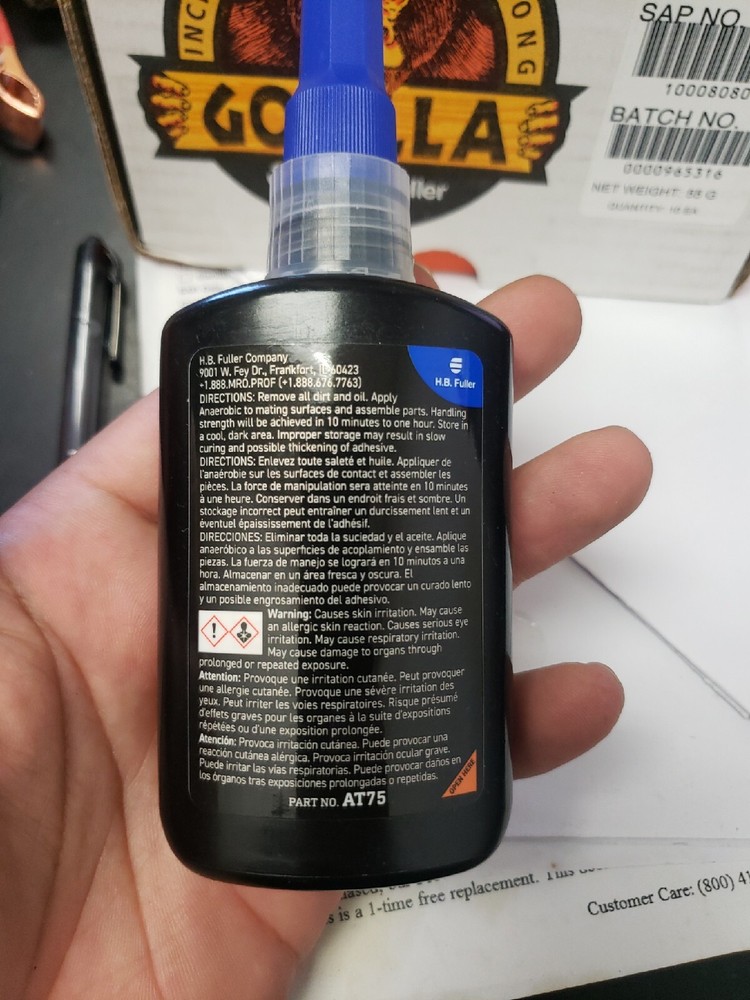 INC
ONG
GO LLA
ller
SAP NO.
10008080
BATCH NO.
0000965316
NET WEIGHT: G
QUANTITY:
H.B. Fuller Company
9001 W. Fey Dr., Frankfort, IL 60423
+1.888.MRO.PROF (+1.888.676.7763)
H.B. Fuller
DIRECTIONS: Remove all dirt and oil. Apply
Anaerobic to mating surfaces and assemble parts. Handling
strength will be achieved in 10 minutes to one hour. Store in
a cool, dark area. Improper storage may result in slow
curing and possible thickening of adhesive.
DIRECTIONS: Enlevez toute saleté et huile. Appliquer de
l'anaérobie sur les surfaces de contact et assembler les
pièces. La force de manipulation sera atteinte en 10 minutes
à une heure. Conserver dans un endroit frais et sombre. Un
stockage incorrect peut entraîner un durcissement lent et un
éventuel épaississement de l'adhésif.
DIRECCIONES: Eliminar toda la suciedad y el aceite. Aplique
anaeróbico a las superficies de acoplamiento y ensamble las
piezas. La fuerza de manejo se logrará en 10 minutos a una
hora. Almacenar en un área fresca y oscura. El
almacenamiento inadecuado puede provocar un curado lento
y un posible engrosamiento del adhesivo.
Warning: Causes skin irritation. May cause
an allergic skin reaction. Causes serious eye
irritation. May cause respiratory irritation.
May cause damage to organs through
prolonged or repeated exposure.
Attention: Provoque une irritation cutanée. Peut provoquer
une allergie cutanée. Provoque une sévère irritation des
yeux. Peut irriter les voies respiratoires. Risque présumé
d'effets graves pour les organes à la suite d'expositions
répétées ou d'une exposition prolongée.
Atención: Provoca irritación cutánea. Puede provocar una
reacción cutánea alérgica. Provoca irritación ocular grave.
Puede irritar las vías respiratorias. Puede provocar daños en
los órganos tras exposiciones prolongadas o repetidas.
OPEN HERE
PART NO. AT75
s is a 1-time free replacement. This
Customer Care: (800) 41